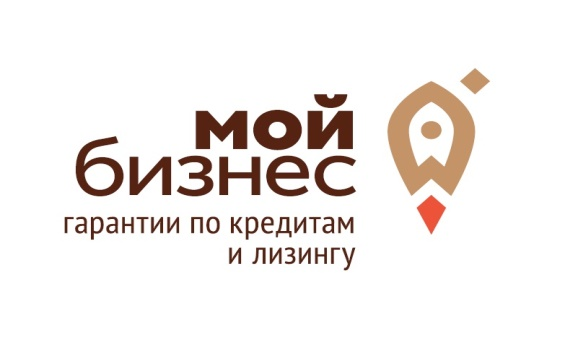 мой
бизнес
гарантии по кредитам
и лизингу